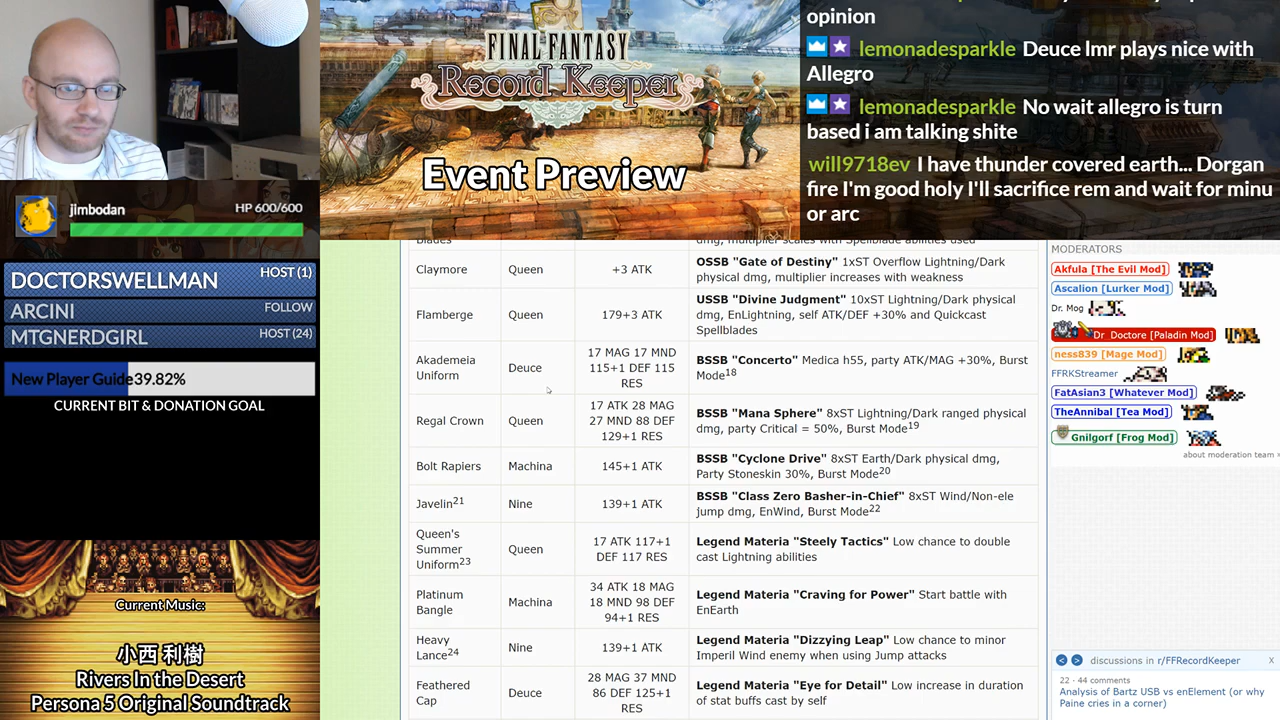 jimbodan
HP 600/600
DOCTORSWELLMAN
HOST (1)
ARCINI
FOLLOW
MTGNERDGIRL
HOST (24)
New Player Guide39.82%
CURRENT BIT & DONATION GOAL
Current Music:
小西 利樹
Rivers In the Desert
Persona 5 Original Soundtrack
FINAL FANTASY
Record Keeper
Event Preview
opinion
lemonadesparkle Deuce lmr plays nice with
Allegro
lemonadesparkle No wait allegro is turn
based i am talking shite
will9718ev I have thunder covered earth... Dorgan
fire I'm good holy I'll sacrifice rem and wait for minu
or arc
Blades
dmg, multiplier scales with Spellblade abilities used
Claymore
Queen
+3 ATK
OSSB "Gate of Destiny" 1xST Overflow Lightning/Dark
physical dmg, multiplier increases with weakness
Flamberge
Queen
179+3 ATK
USSB "Divine Judgment" 10xST Lightning/Dark physical
dmg, EnLightning, self ATK/DEF +30% and Quickcast
Spellblades
Akademeia
Uniform
Deuce
17 MAG 17 MND
115+1 DEF 115
RES
BSSB "Concerto" Medica h55, party ATK/MAG +30%, Burst
Mode18
Regal Crown
Queen
17 ATK 28 MAG
27 MND 88 DEF
129+1 RES
BSSB "Mana Sphere" 8xST Lightning/Dark ranged physical
dmg, party Critical = 50%, Burst Mode19
Bolt Rapiers
Machina
145+1 ATK
BSSB "Cyclone Drive" 8xST Earth/Dark physical dmg,
Party Stoneskin 30%, Burst Mode20
Javelin21
Nine
139+1 ATK
BSSB "Class Zero Basher-in-Chief" 8xST Wind/Non-ele
jump dmg, EnWind, Burst Mode22
Queen's
Summer
Uniform23
Queen
17 ATK 117+1
DEF 117 RES
Legend Materia "Steely Tactics" Low chance to double
cast Lightning abilities
Platinum
Bangle
Machina
34 ATK 18 MAG
18 MND 98 DEF
94+1 RES
Legend Materia "Craving for Power" Start battle with
EnEarth
Heavy
Lance24
Nine
139+1 ATK
Legend Materia "Dizzying Leap" Low chance to minor
Imperil Wind enemy when using Jump attacks
Feathered
Cap
Deuce
28 MAG 37 MND
86 DEF 125+1
RES
Legend Materia "Eye for Detail" Low increase in duration
of stat buffs cast by self
MODERATORS
Akfula [The Evil Mod]
Ascalion [Lurker Mod]
Dr. Mog
Dr_Doctore [Paladin Mod]
ness839 [Mage Mod]
FFRKStreamer
FatAsian3 [Whatever Mod]
TheAnnibal [Tea Mod]
Gnilgorf [Frog Mod]
about moderation team »
< > discussions in r/FFRecordKeeper X
22 · 44 comments
Analysis of Bartz USB vs enElement (or why
Paine cries in a corner)